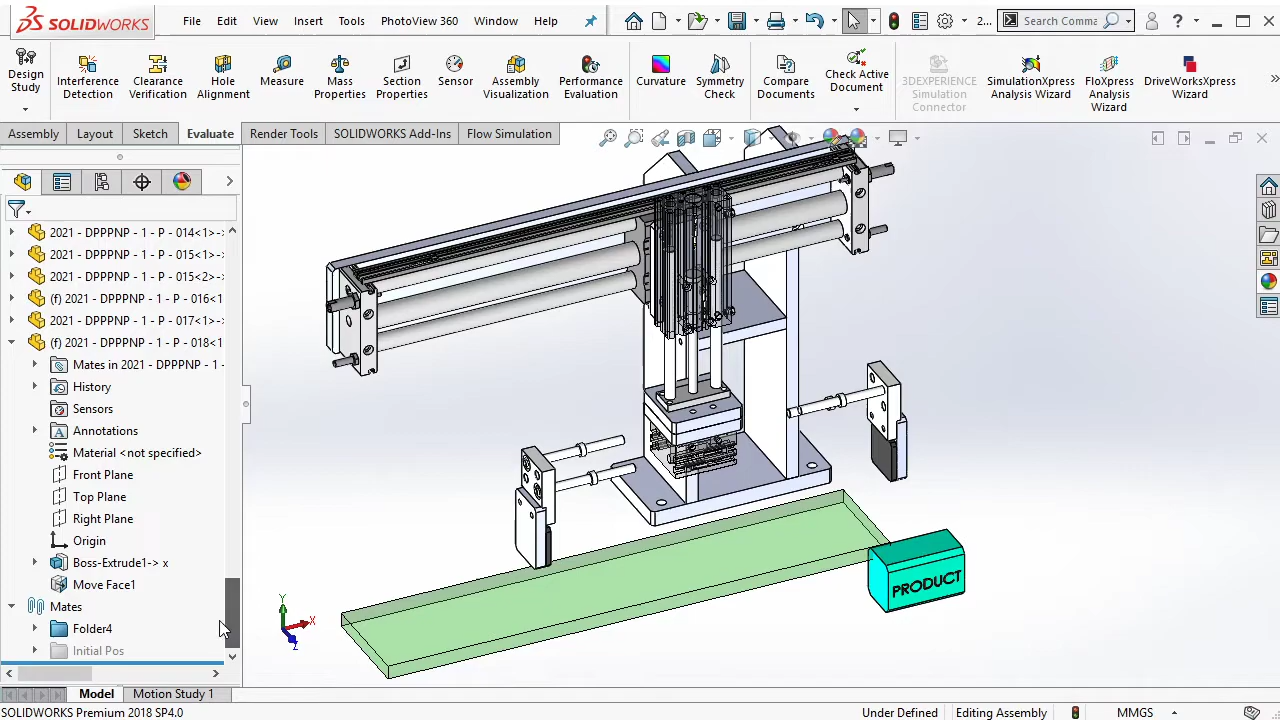 SOLIDWORKS
File Edit View Insert Tools PhotoView 360 Window Help
2...
Search Comma
Design Study
Interference Detection
Clearance Verification
Hole Alignment
Measure
Mass Properties
Section Properties
Sensor
Assembly Visualization
Performance Evaluation
Curvature
Symmetry Check
Compare Documents
Check Active Document
3DEXPERIENCE Simulation Connector
SimulationXpress Analysis Wizard
FloXpress Analysis Wizard
DriveWorksXpress Wizard
Assembly Layout Sketch Evaluate Render Tools SOLIDWORKS Add-Ins Flow Simulation
2021 - DPPPNP - 1 - P - 014<1>->
2021 - DPPPNP - 1 - P - 015<1>->
2021 - DPPPNP - 1 - P - 015<2>->
(f) 2021 - DPPPNP - 1 - P - 016<1
2021 - DPPPNP - 1 - P - 017<1>
(f) 2021 - DPPPNP - 1 - P - 018<1
Mates in 2021 - DPPPNP - 1 -
History
Sensors
Annotations
Material <not specified>
Front Plane
Top Plane
Right Plane
Origin
Boss-Extrude1-> x
Move Face1
Mates
Folder4
Initial Pos
PRODUCT
Y
X
Z
Model Motion Study 1
SOLIDWORKS Premium 2018 SP4.0
Under Defined Editing Assembly MMGS